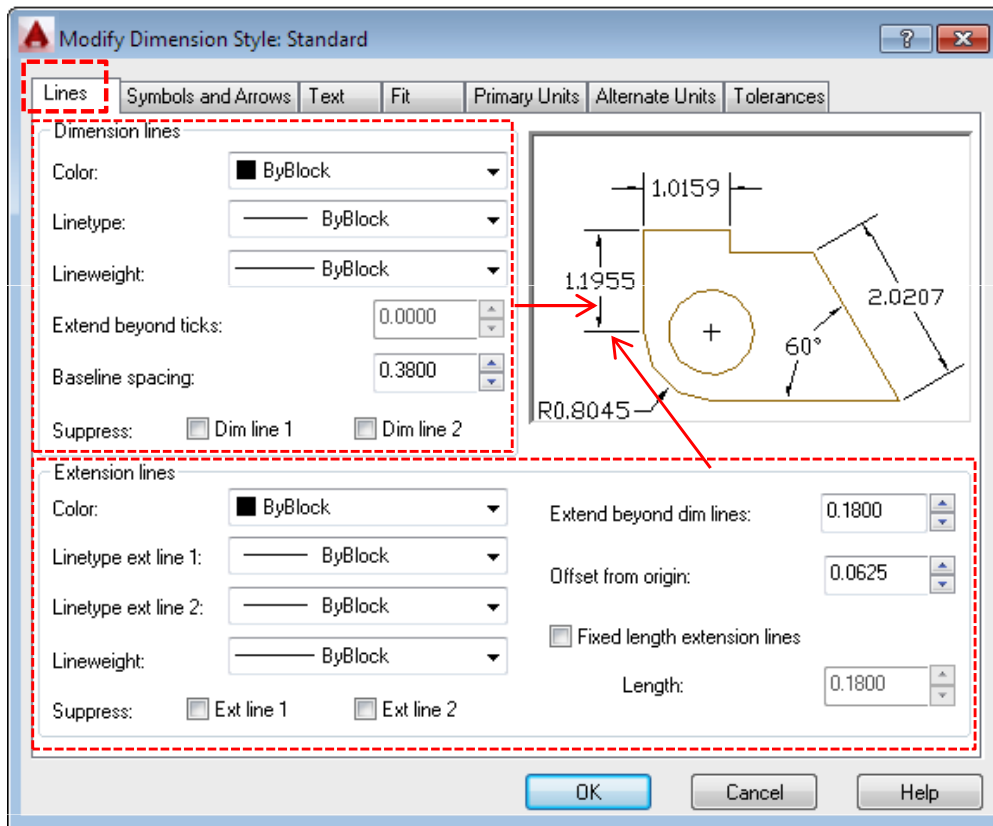 Modify Dimension Style: Standard
?
Lines
Symbols and Arrows
Text
Fit
Primary Units
Alternate Units
Tolerances
Dimension lines
Color:
ByBlock
Linetype:
ByBlock
Lineweight:
ByBlock
Extend beyond ticks:
0.0000
Baseline spacing:
0.3800
Suppress:
Dim line 1
Dim line 2
1.0159
1.1955
2.0207
60°
R0.8045
Extension lines
Color:
ByBlock
Linetype ext line 1:
ByBlock
Linetype ext line 2:
ByBlock
Lineweight:
ByBlock
Suppress:
Ext line 1
Ext line 2
Extend beyond dim lines:
0.1800
Offset from origin:
0.0625
Fixed length extension lines
Length:
0.1800
OK
Cancel
Help